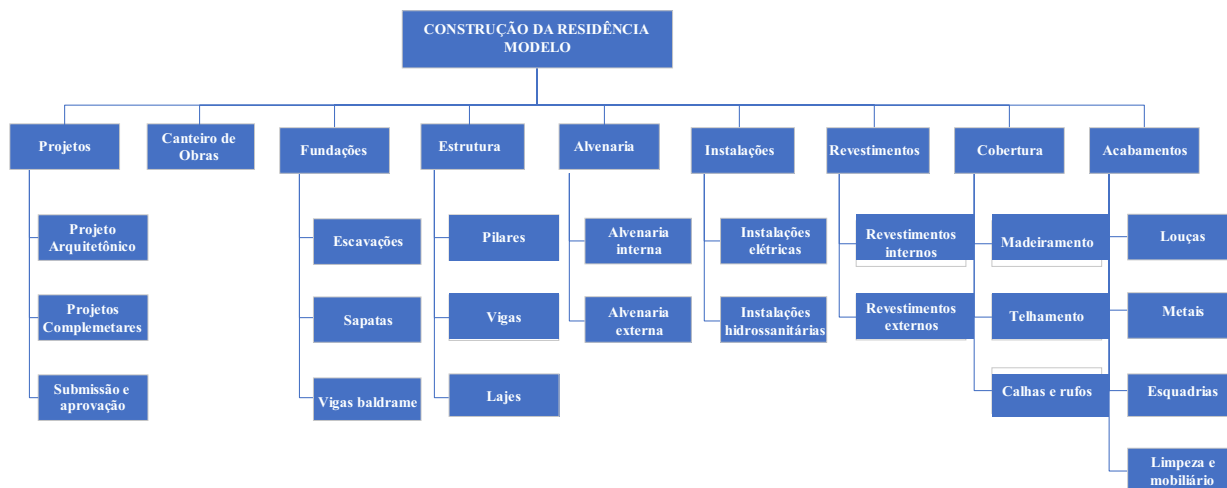 CONSTRUÇÃO DA RESIDÊNCIA
MODELO
Projetos
Canteiro de
Obras
Fundações
Estrutura
Alvenaria
Instalações
Revestimentos
Cobertura
Acabamentos
Projeto
Arquitetônico
Projetos
Complemetares
Submissão e
aprovação
Escavações
Sapatas
Vigas baldrame
Pilares
Vigas
Lajes
Alvenaria
interna
Alvenaria
externa
Instalações
elétricas
Instalações
hidrossanitárias
Revestimentos
internos
Revestimentos
externos
Madeiramento
Telhamento
Calhas e rufos
Louças
Metais
Esquadrias
Limpeza e
mobiliário